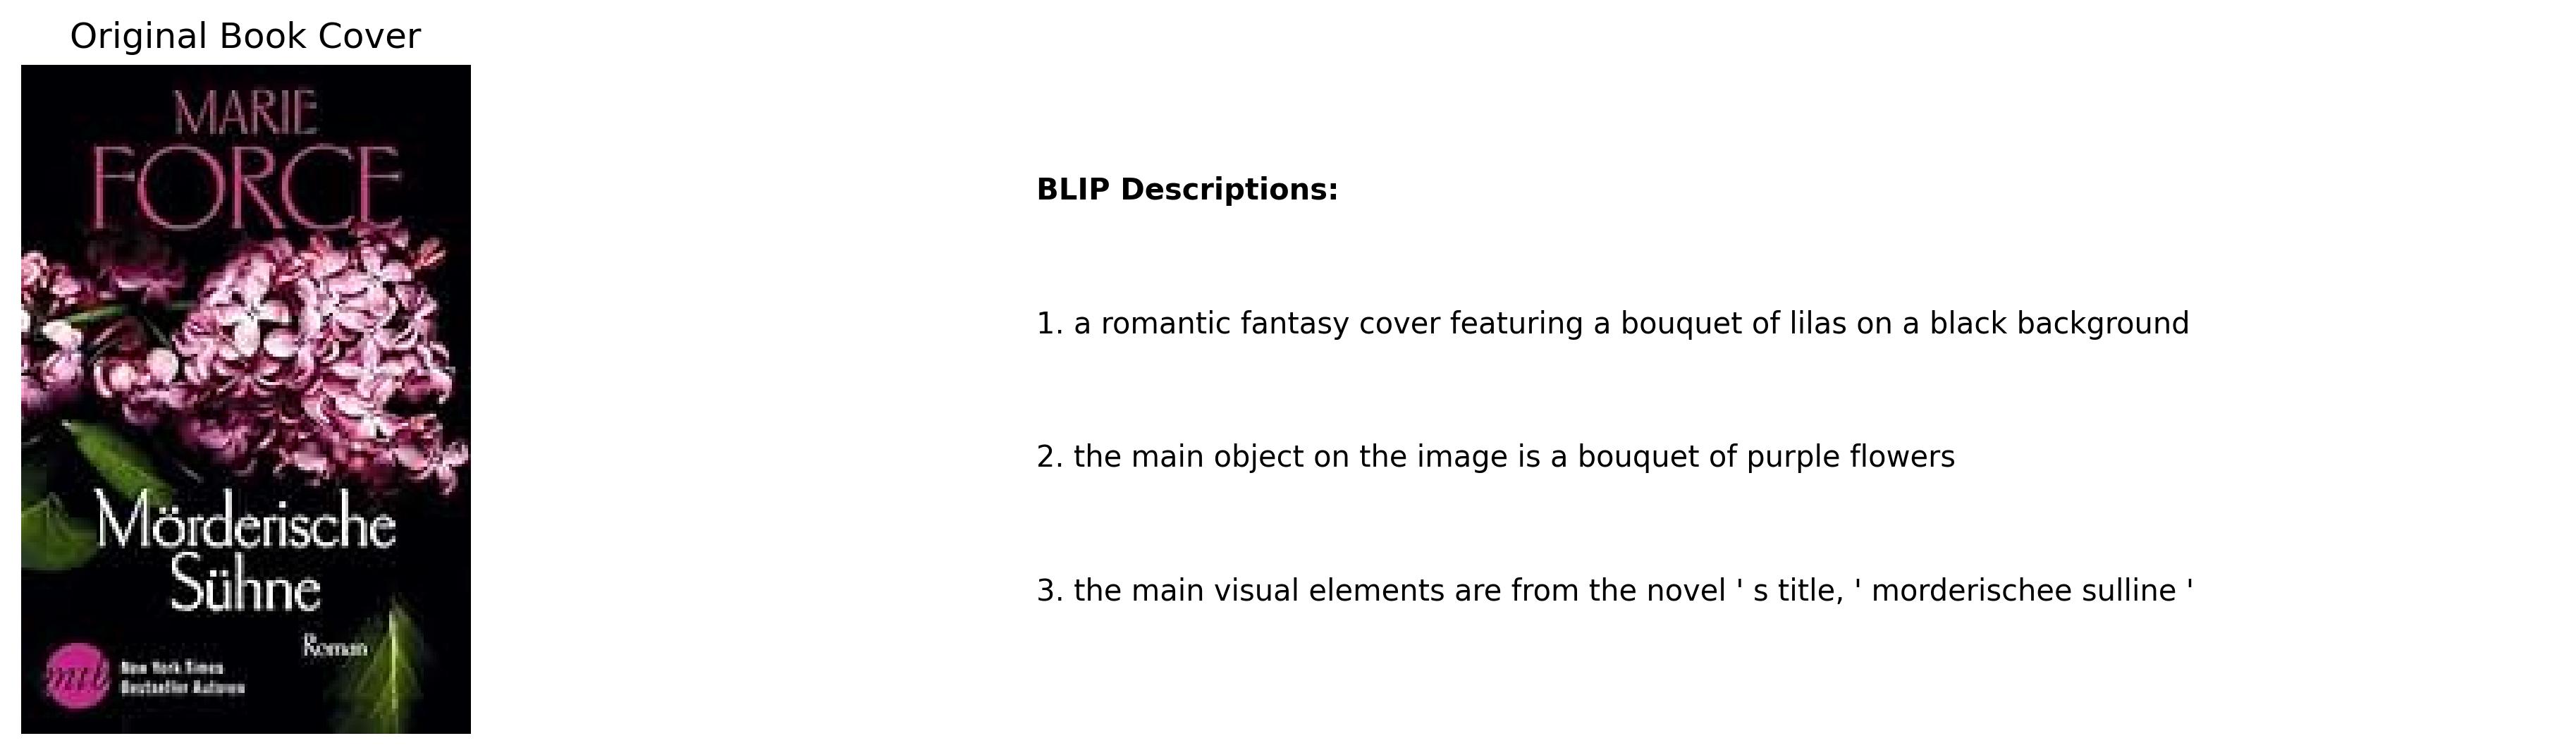 Original Book Cover
MARIE
FORCE
Mörderische
Sühne
Roman
mtb
New York Times
Bestseller Autoren
BLIP Descriptions:
1. a romantic fantasy cover featuring a bouquet of lilas on a black background
2. the main object on the image is a bouquet of purple flowers
3. the main visual elements are from the novel ' s title, ' morderischee sulline '